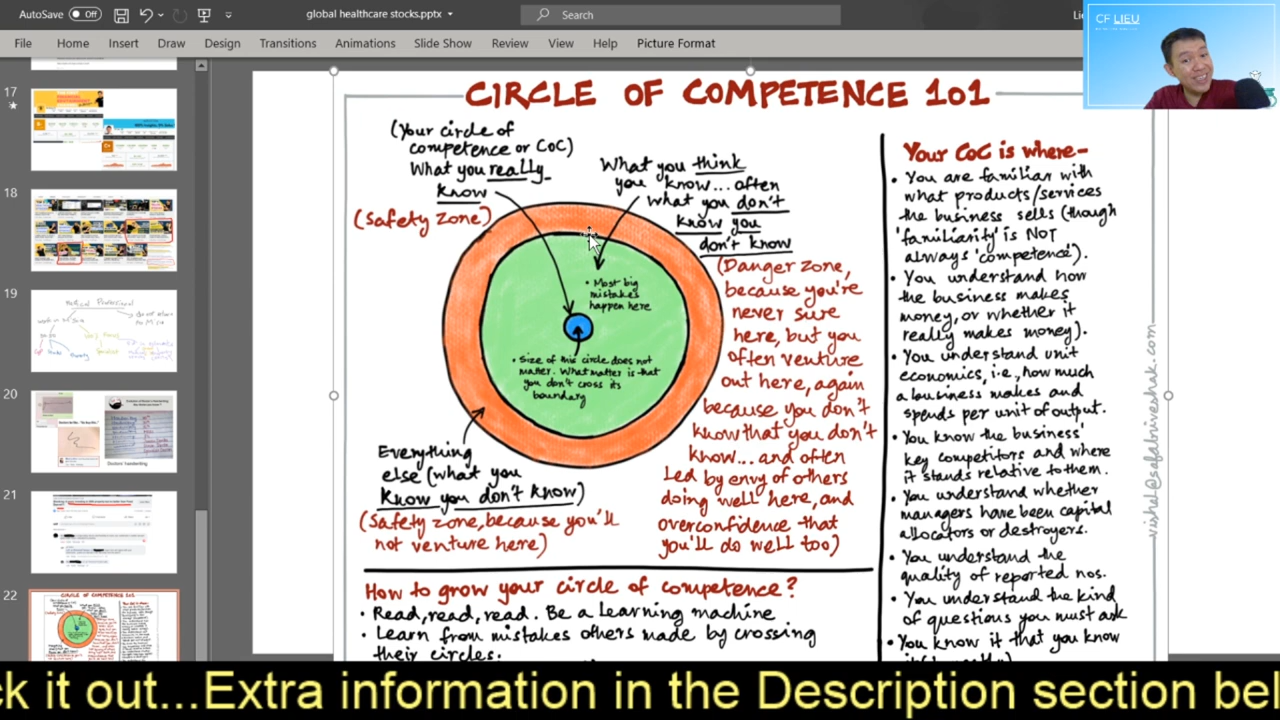 AutoSave Off
global healthcare stocks.pptx
Search
Lie
CF LIEU
File Home Insert Draw Design Transitions Animations Slide Show Review View Help Picture Format
17
18
19
20
21
22
CIRCLE OF COMPETENCE 101
(Your circle of
competence or CoC)
What you really
know
(Safety zone)
What you think
you know... often
what you don't
know you
don't know
(Danger zone,
because you're
never sure
here, but you
often venture
out here, again
because you don't
know that you don't
know... and often
Led by envy of others
doing well here, and
overconfidence that
you'll do well too)
• Most big
mistakes
happen here
• Size of this circle does not
matter. What matter is that
you don't cross its
boundary
Everything
else (what you
know you don't know)
(Safety zone, because you'll
not venture here)
How to grow your circle of competence?
• Read, read, read. Be a learning machine
• Learn from mistakes others made by crossing
their circles.
Your CoC is where-
• You are familiar with
what products/services
the business sells (though
'familiarity' is NOT
always 'competence').
• You understand how
the business makes
money, or whether it
really makes money).
• You understand unit
economics, i.e., how much
a business makes and
spends per unit of output.
• You know the business'
key competitors and where
it stands relative to them.
• You understand whether
managers have been capital
allocators or destroyers.
• You understand the
quality of reported nos.
• You understand the kind
of questions you must ask
• You know it that you know
vishal@safalniveshak.com
ck it out...Extra information in the Description section bel